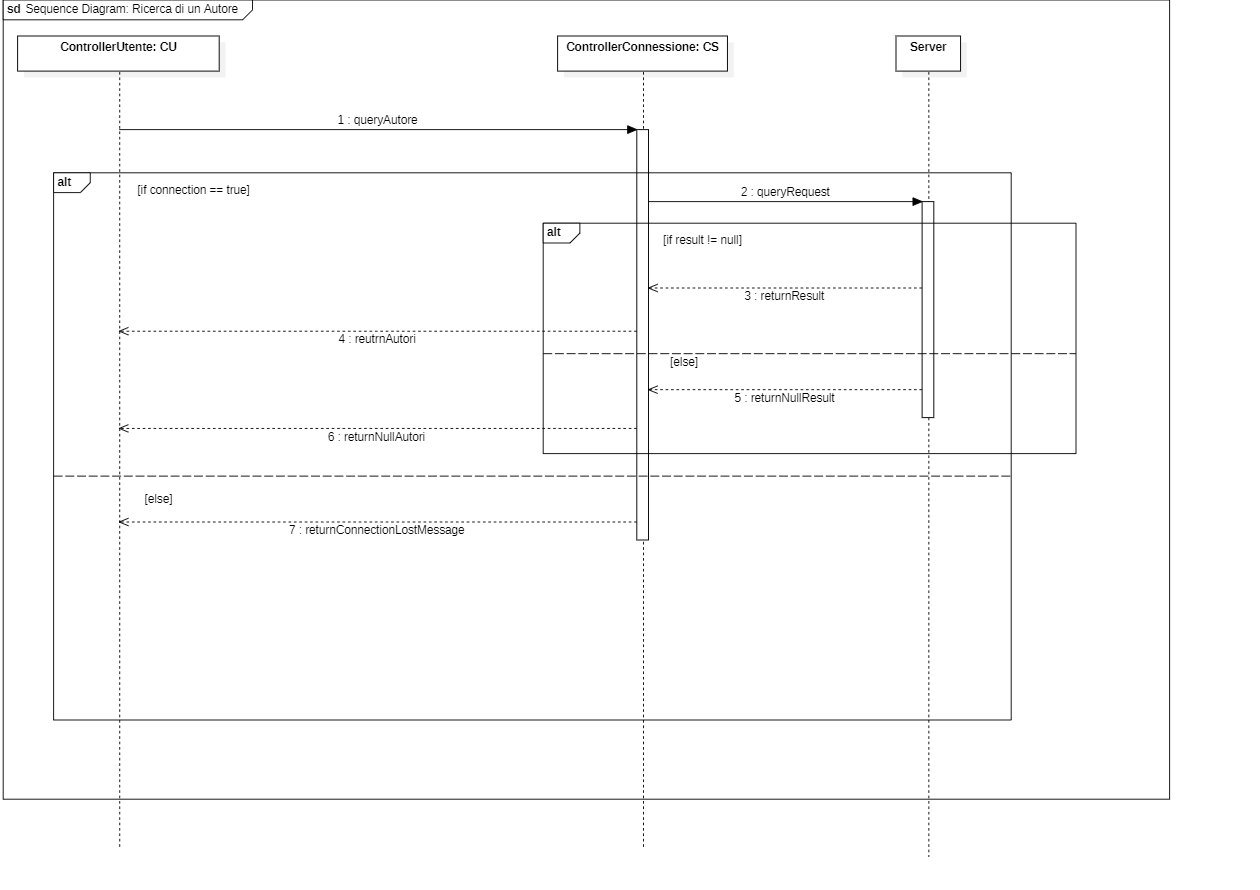 sd Sequence Diagram: Ricerca di un Autore
ControllerUtente: CU
ControllerConnessione: CS
Server
1 : queryAutore
alt
[if connection == true]
2 : queryRequest
alt
[if result != null]
3 : returnResult
4 : reutrnAutori
[else]
5 : returnNullResult
6 : returnNullAutori
[else]
7 : returnConnectionLostMessage